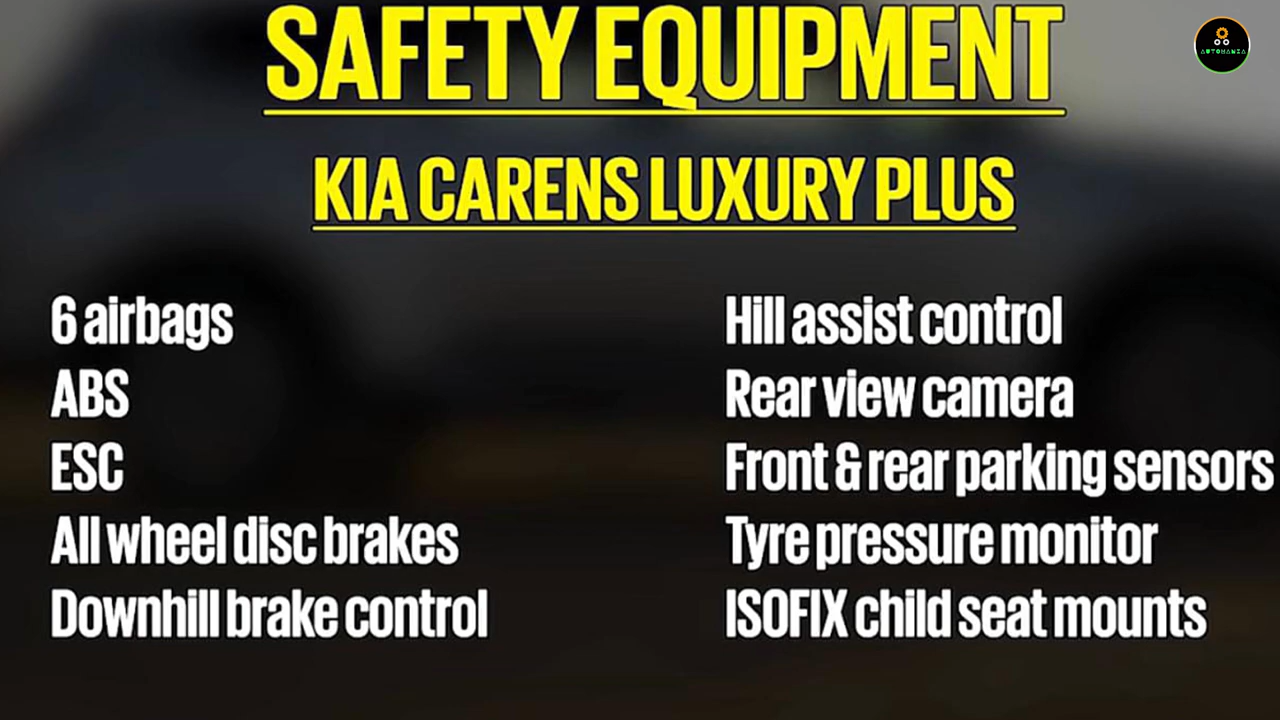 SAFETY EQUIPMENT
AUTOMANIA
KIA CARENS LUXURY PLUS
6 airbags
ABS
ESC
All wheel disc brakes
Downhill brake control
Hill assist control
Rear view camera
Front & rear parking sensors
Tyre pressure monitor
ISOFIX child seat mounts